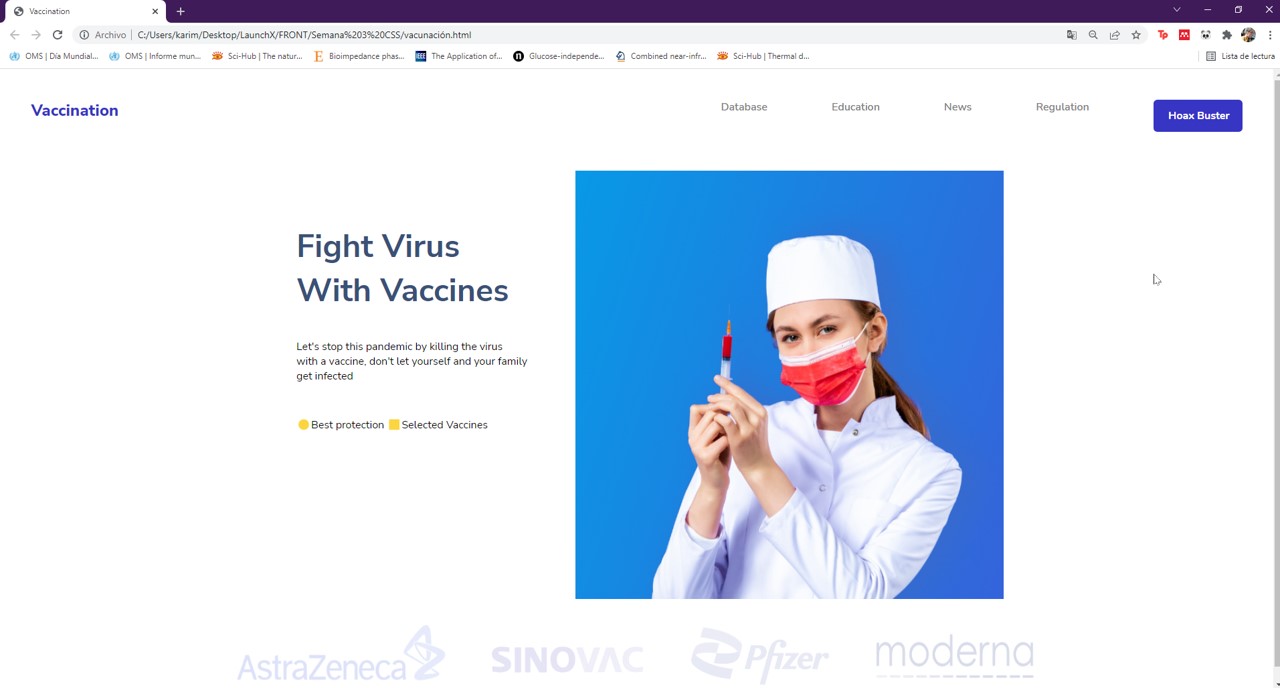 Vaccination
Archivo
C:/Users/karim/Desktop/LaunchX/FRONT/Semana%203%20CSS/vacunación.html
OMS | Día Mundial...
OMS | Informe mun...
Sci-Hub | The natur...
Bioimpedance phas...
IEEE
The Application of...
Glucose-independe...
Combined near-infr...
Sci-Hub | Thermal d...
Lista de lectura
Vaccination
Database
Education
News
Regulation
Hoax Buster
Fight Virus
With Vaccines
Let's stop this pandemic by killing the virus
with a vaccine, don't let yourself and your family
get infected
Best protection
Selected Vaccines
AstraZeneca
SINOVAC
Pfizer
moderna